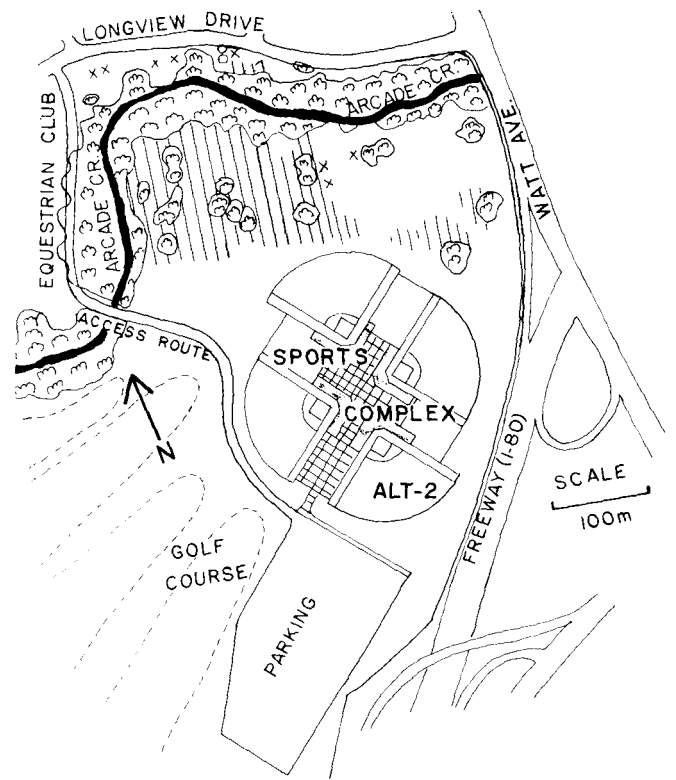 LONGVIEW DRIVE
ARCADE CR.
WATT AVE.
EQUESTRIAN CLUB
ARCADE CR.
ACCESS ROUTE
SPORTS
COMPLEX
ALT-2
N
FREEWAY (I-80)
SCALE
100m
GOLF
COURSE
PARKING